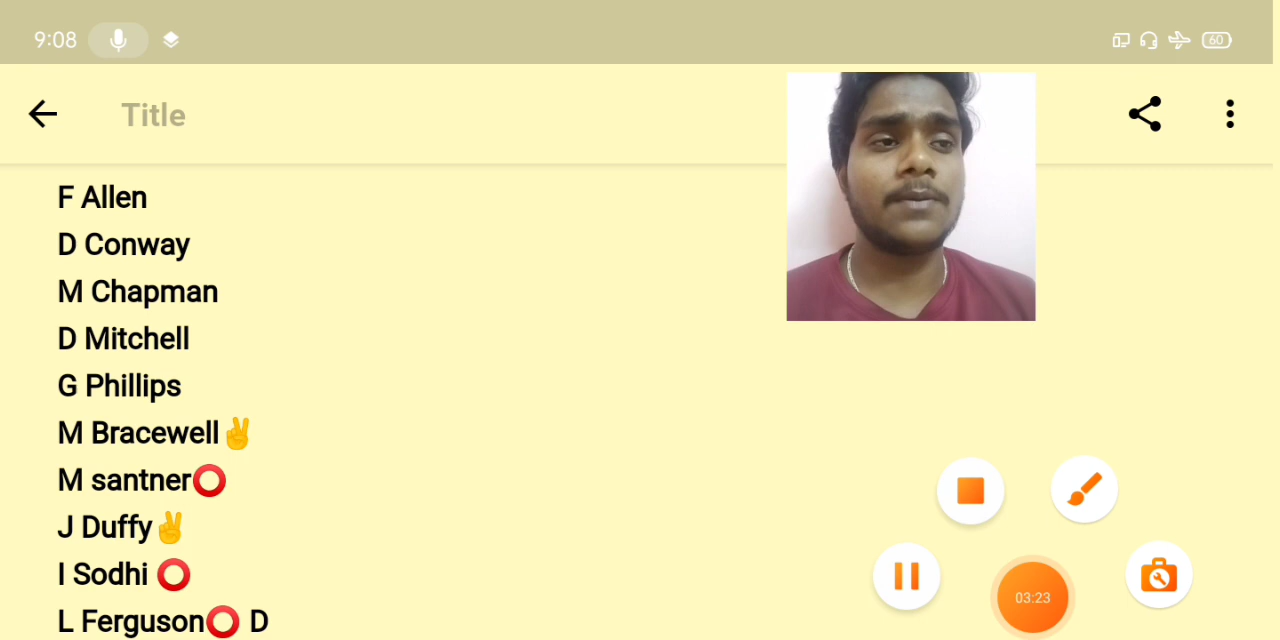 9:08
60
Title
F Allen
D Conway
M Chapman
D Mitchell
G Phillips
M Bracewell✌️
M santner⭕
J Duffy✌️
I Sodhi ⭕
L Ferguson⭕ D
03:23